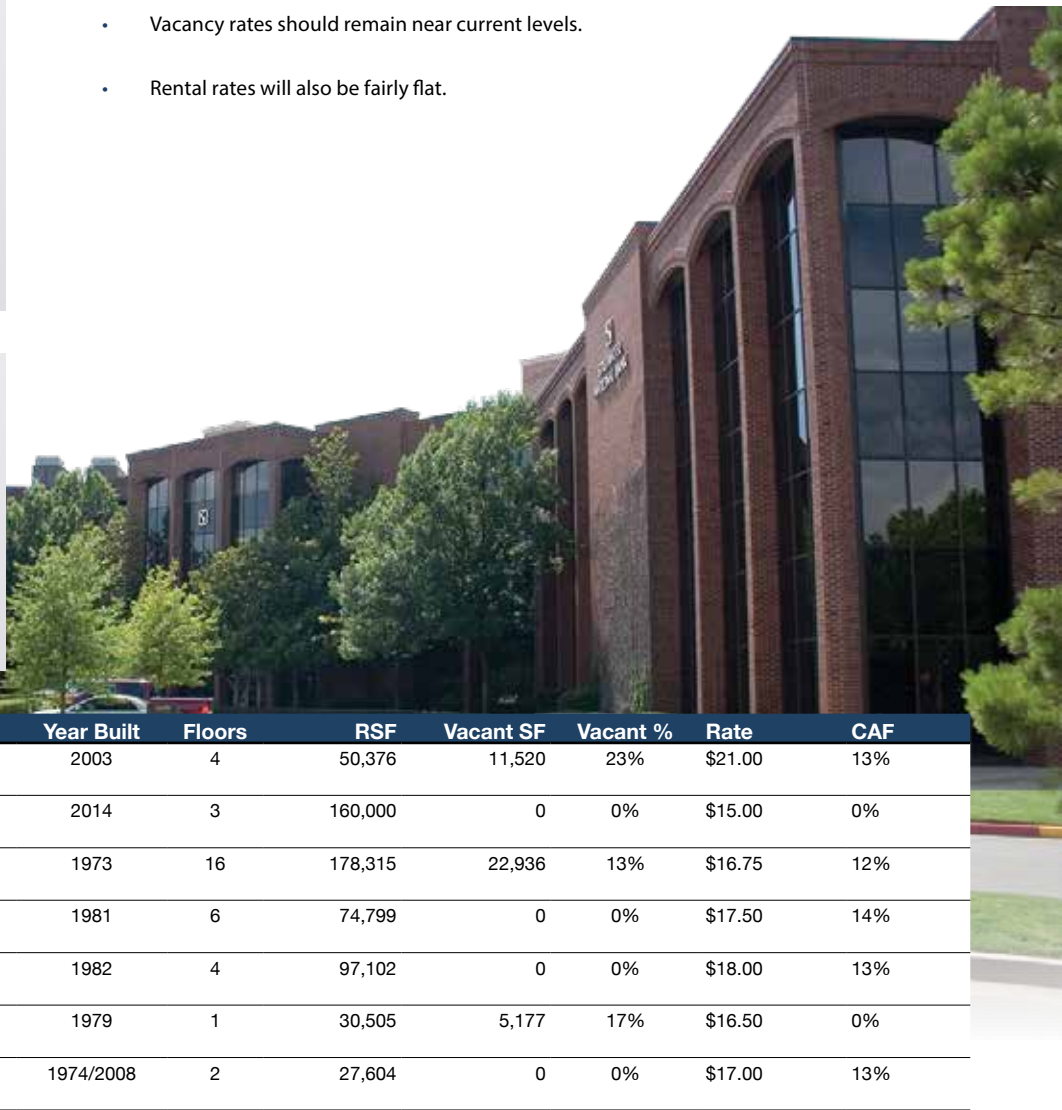 • Vacancy rates should remain near current levels.
• Rental rates will also be fairly flat.
Year Built Floors RSF Vacant SF Vacant % Rate CAF
2003 4 50,376 11,520 23% $21.00 13%
2014 3 160,000 0 0% $15.00 0%
1973 16 178,315 22,936 13% $16.75 12%
1981 6 74,799 0 0% $17.50 14%
1982 4 97,102 0 0% $18.00 13%
1979 1 30,505 5,177 17% $16.50 0%
1974/2008 2 27,604 0 0% $17.00 13%